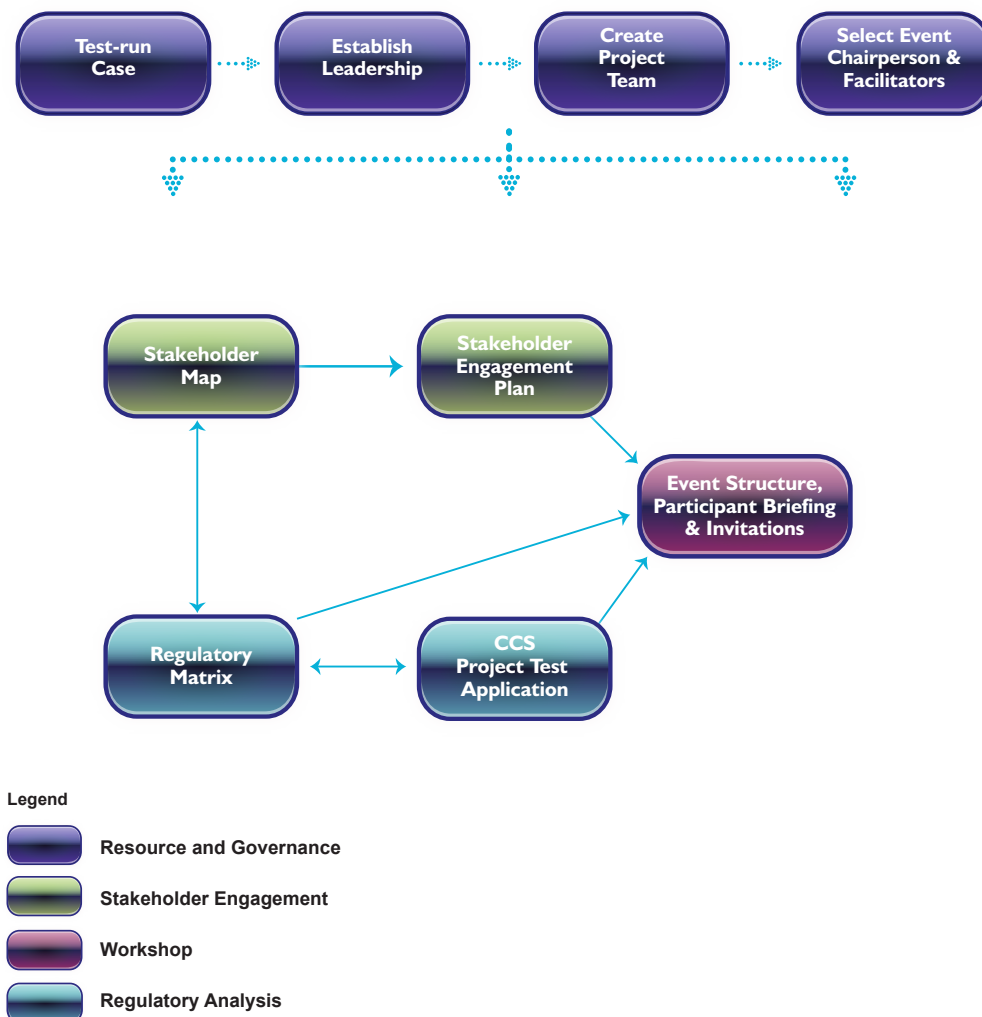 Test-run
Case
Establish
Leadership
Create
Project
Team
Select Event
Chairperson &
Facilitators
Stakeholder
Map
Stakeholder
Engagement
Plan
Event Structure,
Participant Briefing
& Invitations
Regulatory
Matrix
CCS
Project Test
Application
Legend
Resource and Governance
Stakeholder Engagement
Workshop
Regulatory Analysis